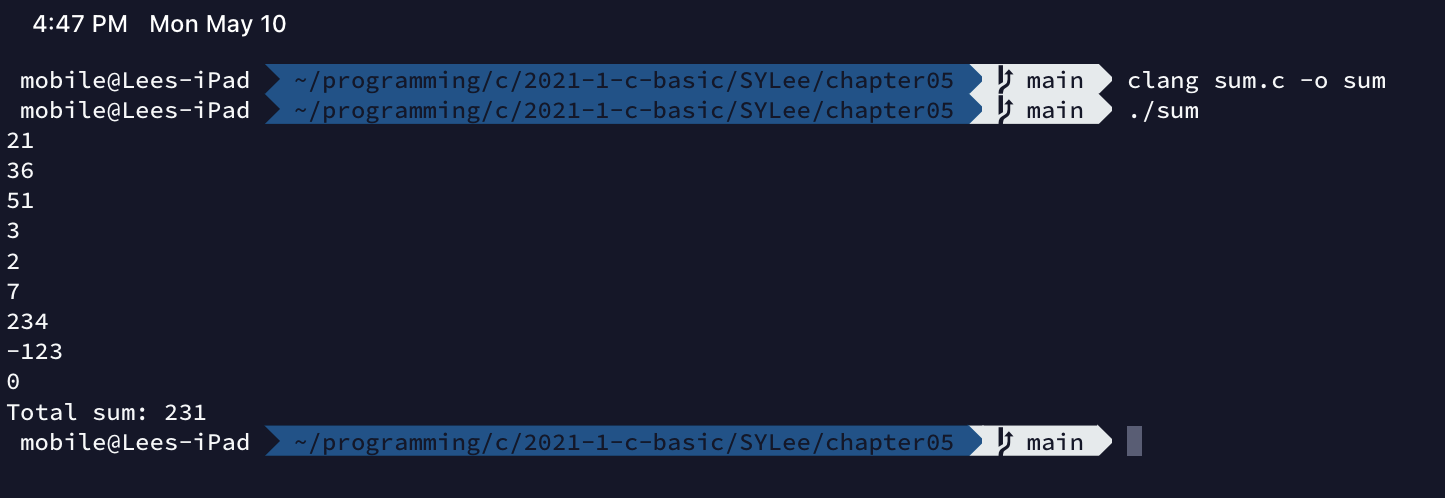 4:47 PM Mon May 10
mobile@Lees-iPad ~/programming/c/2021-1-c-basic/SYLee/chapter05 main clang sum.c -o sum
mobile@Lees-iPad ~/programming/c/2021-1-c-basic/SYLee/chapter05 main ./sum
21
36
51
3
2
7
234
-123
0
Total sum: 231
mobile@Lees-iPad ~/programming/c/2021-1-c-basic/SYLee/chapter05 main